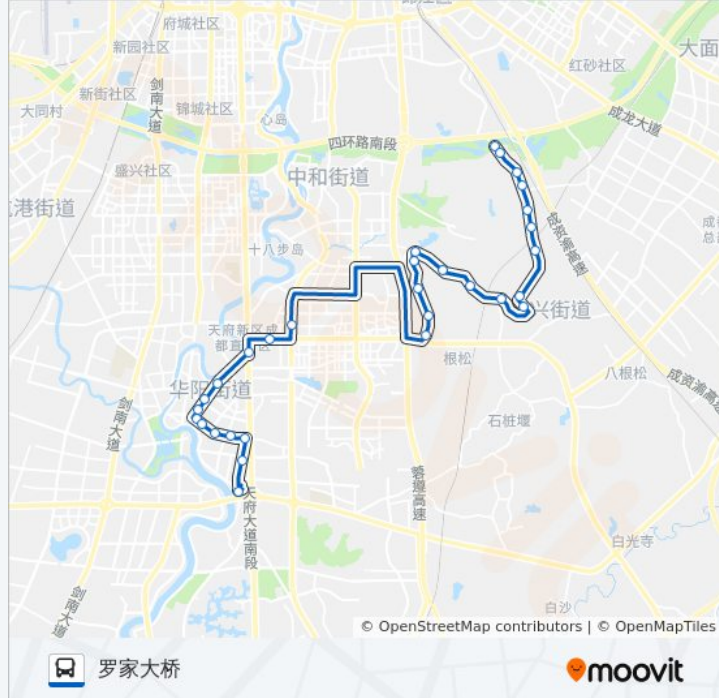 府城社区
新园社区
大面
红砂社区
剑南大道
新街社区
大同村
锦城社区
心岛
成龙大道
四环路南段
盛兴社区
中和街道
港街道
成资渝高速
十八步岛
兴街道
天府新区成
都直
区
根松
华阳街道
八根松
成资渝高速
剑南大道
石桩堰
蓉遵高速
天府大道南段
白光寺
剑南大道
白沙
© OpenStreetMap contributors | © OpenMapTiles
罗家大桥
moovit